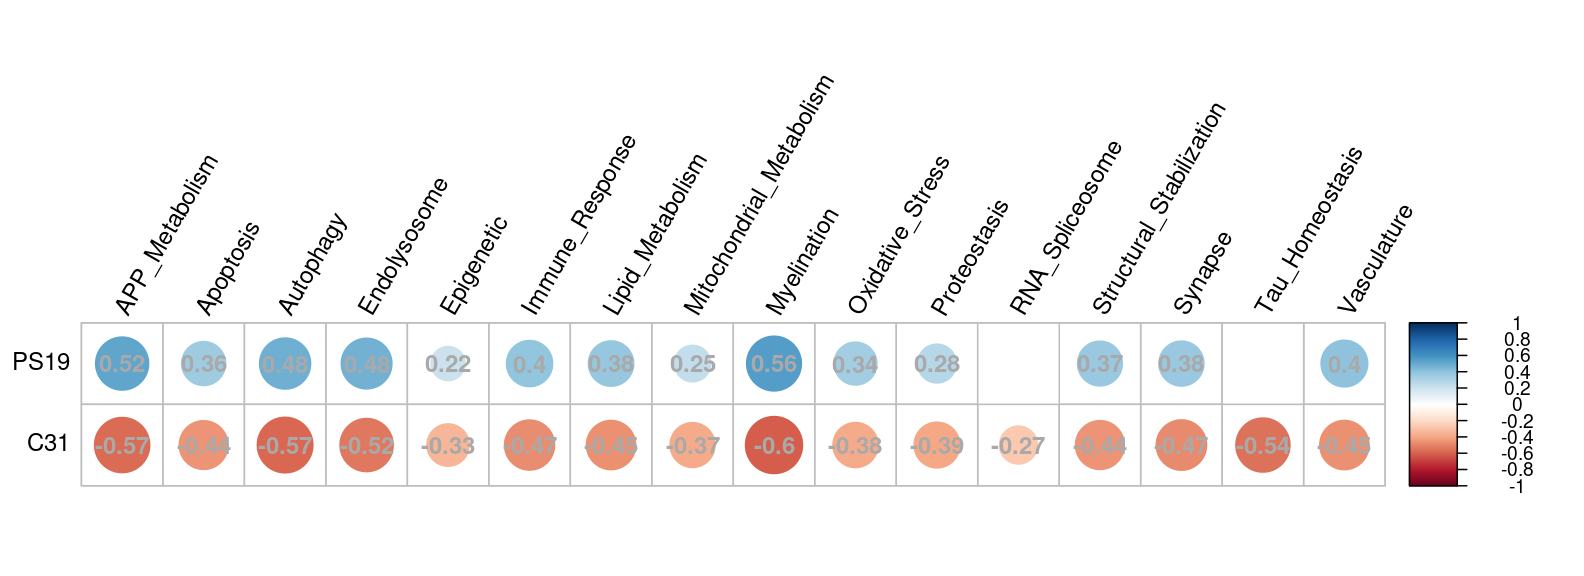 APP_Metabolism
Apoptosis
Autophagy
Endolysosome
Epigenetic
Immune_Response
Lipid_Metabolism
Mitochondrial_Metabolism
Myelination
Oxidative_Stress
Proteostasis
RNA_Spliceosome
Structural_Stabilization
Synapse
Tau_Homeostasis
Vasculature
PS19 0.52 0.36 0.48 0.48 0.22 0.4 0.38 0.25 0.56 0.34 0.28 0.37 0.38 0.4
C31 -0.57 -0.44 -0.57 -0.52 -0.33 -0.47 -0.45 -0.37 -0.6 -0.38 -0.39 -0.27 -0.44 -0.47 -0.54 -0.45
1
0.8
0.6
0.4
0.2
0
-0.2
-0.4
-0.6
-0.8
-1